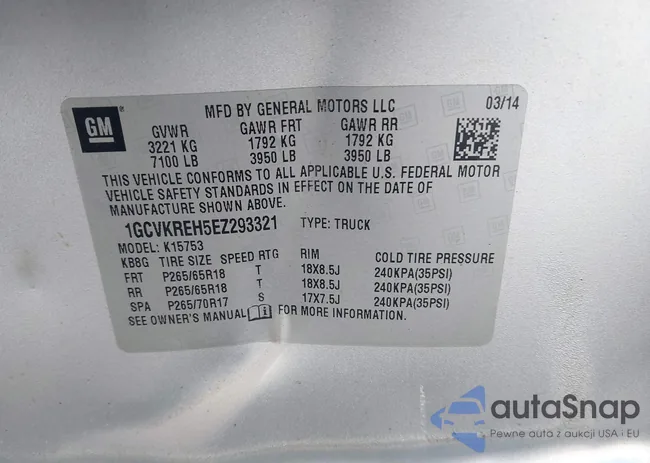 GM
MFD BY GENERAL MOTORS LLC 03/14
GVWR GAWR FRT GAWR RR
3221 KG 1792 KG 1792 KG
7100 LB 3950 LB 3950 LB
THIS VEHICLE CONFORMS TO ALL APPLICABLE U.S. FEDERAL MOTOR
VEHICLE SAFETY STANDARDS IN EFFECT ON THE DATE OF
MANUFACTURE SHOWN ABOVE.
1GCVKREH5EZ293321 TYPE: TRUCK
MODEL: K15753
KB8G TIRE SIZE SPEED RTG RIM COLD TIRE PRESSURE
FRT P265/65R18 T 18X8.5J 240KPA(35PSI)
RR P265/65R18 T 18X8.5J 240KPA(35PSI)
SPA P265/70R17 S 17X7.5J 240KPA(35PSI)
SEE OWNER'S MANUAL FOR MORE INFORMATION.
autaSnap
Pewne auta z aukcji USA i EU